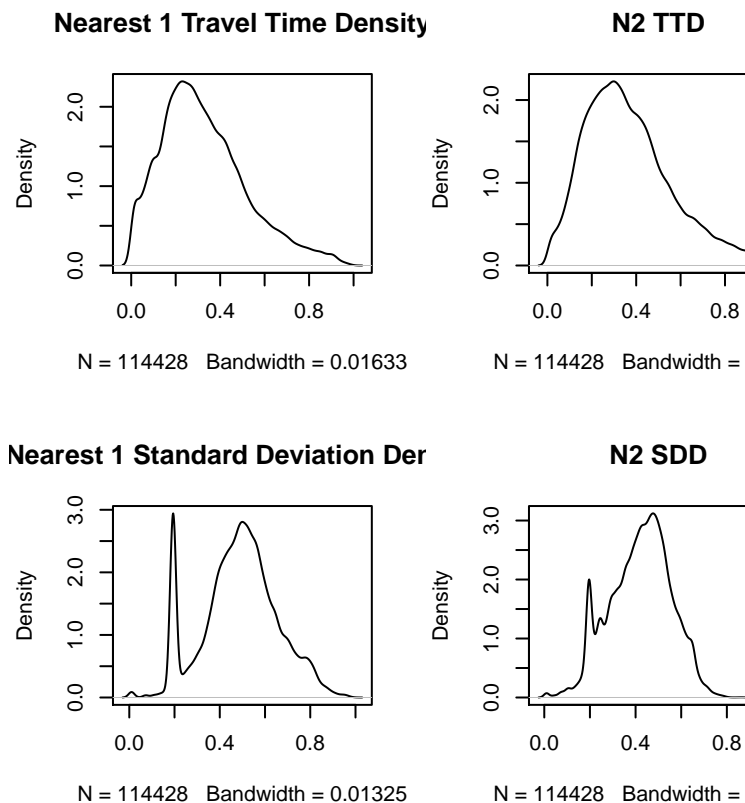 Nearest 1 Travel Time Density
Density
0.0 1.0 2.0
0.0 0.4 0.8
N = 114428 Bandwidth = 0.01633
N2 TTD
Density
0.0 1.0 2.0
0.0 0.4 0.8
N = 114428 Bandwidth =
Nearest 1 Standard Deviation Der
Density
0.0 1.0 2.0 3.0
0.0 0.4 0.8
N = 114428 Bandwidth = 0.01325
N2 SDD
Density
0.0 1.0 2.0 3.0
0.0 0.4 0.8
N = 114428 Bandwidth =